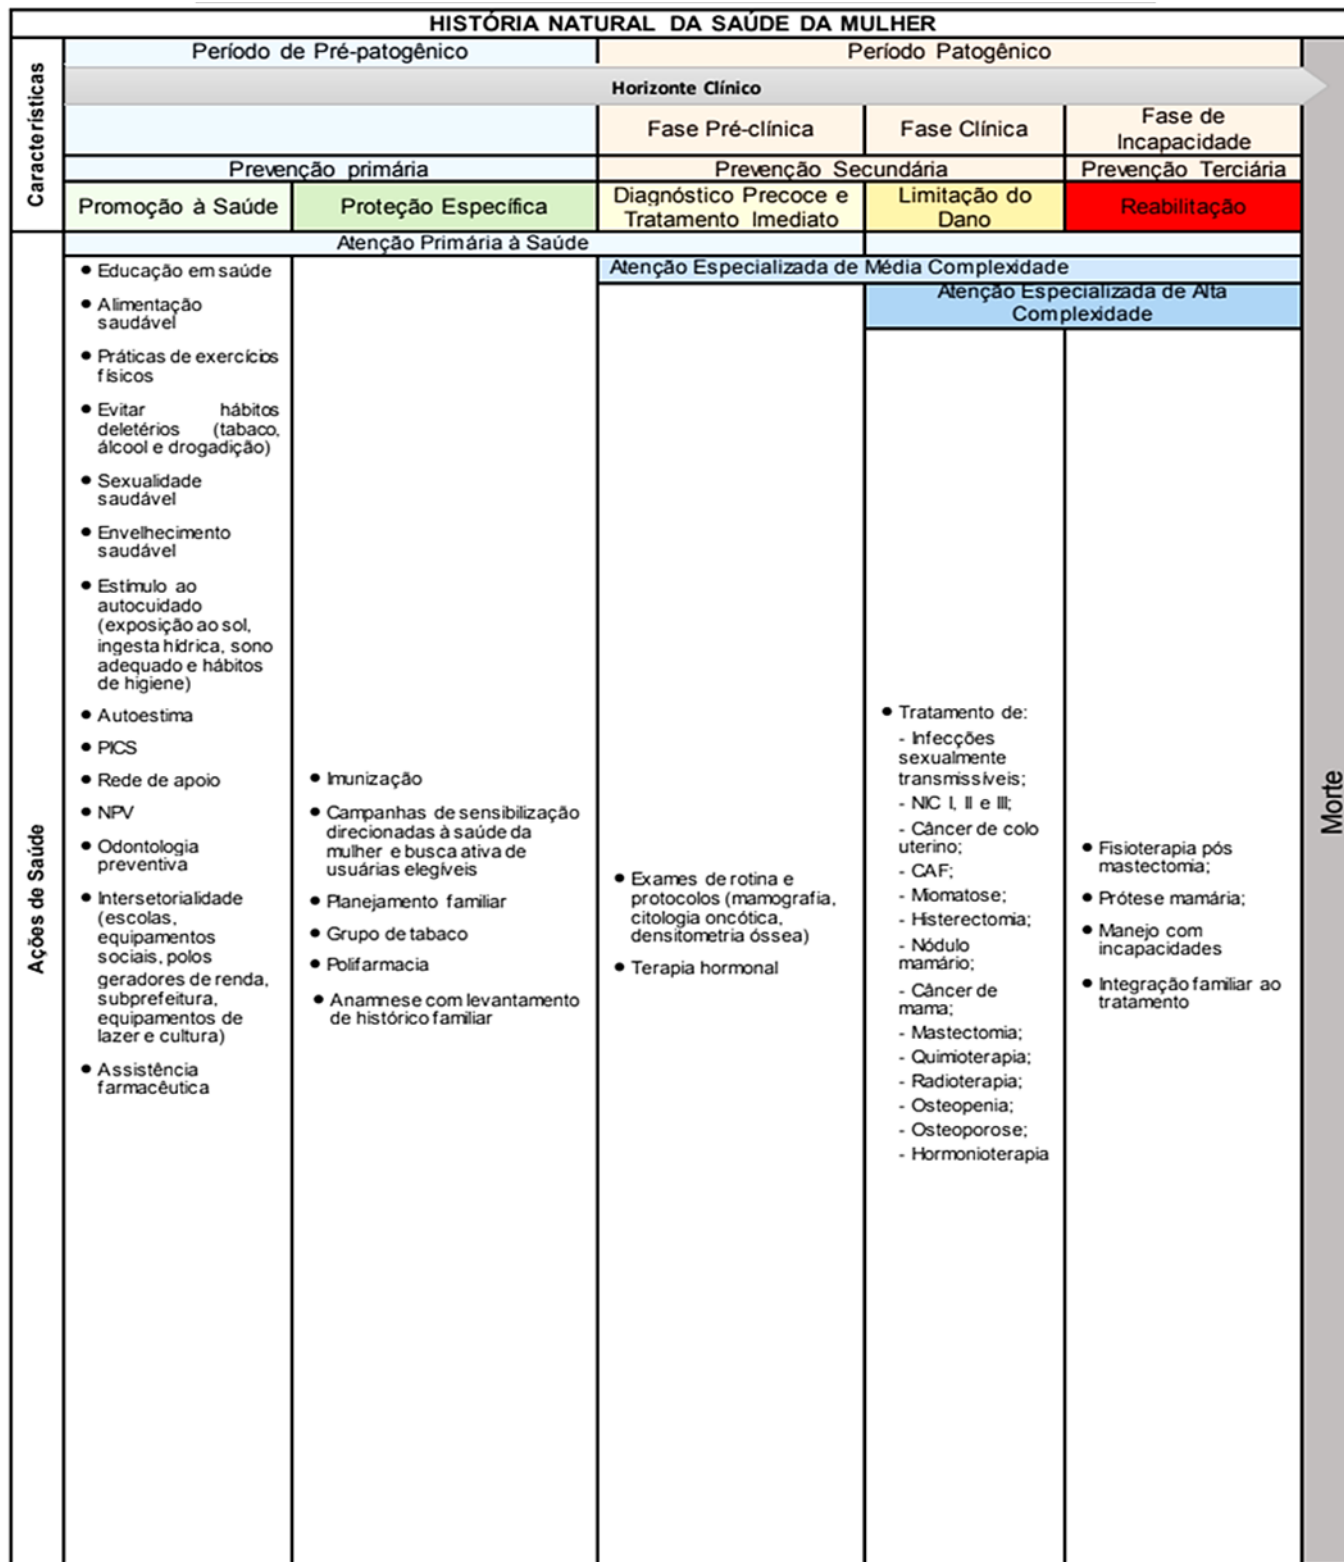 HISTÓRIA NATURAL DA SAÚDE DA MULHER
Características
Período de Pré-patogênico
Período Patogênico
Horizonte Clínico
Fase Pré-clínica
Fase Clínica
Fase de
Incapacidade
Prevenção primária
Prevenção Secundária
Prevenção Terciária
Promoção à Saúde
Proteção Específica
Diagnóstico Precoce e
Tratamento Imediato
Limitação do
Dano
Reabilitação
Ações de Saúde
Atenção Primária à Saúde
Atenção Especializada de Média Complexidade
Atenção Especializada de Alta
Complexidade
• Educação em saúde
• Alimentação
saudável
• Práticas de exercícios
físicos
• Evitar hábitos
deletérios (tabaco,
álcool e drogadição)
• Sexualidade
saudável
• Envelhecimento
saudável
• Estímulo ao
autocuidado
(exposição ao sol,
ingesta hídrica, sono
adequado e hábitos
de higiene)
• Autoestima
• PICS
• Rede de apoio
• NPV
• Odontologia
preventiva
• Intersetorialidade
(escolas,
equipamentos
sociais, polos
geradores de renda,
subprefeitura,
equipamentos de
lazer e cultura)
• Assistência
farmacêutica
• Imunização
• Campanhas de sensibilização
direcionadas à saúde da
mulher e busca ativa de
usuárias elegíveis
• Planejamento familiar
• Grupo de tabaco
• Polifarmacia
• Anamnese com levantamento
de histórico familiar
• Exames de rotina e
protocolos (mamografia,
citologia oncótica,
densitometria óssea)
• Terapia hormonal
• Tratamento de:
- Infecções
sexualmente
transmissíveis;
- NIC I, II e III;
- Câncer de colo
uterino;
- CAF;
- Miomatose;
- Histerectomia;
- Nódulo
mamário;
- Câncer de
mama;
- Mastectomia;
- Quimioterapia;
- Radioterapia;
- Osteopenia;
- Osteoporose;
- Hormonioterapia
• Fisioterapia pós
mastectomia;
• Prótese mamária;
• Manejo com
incapacidades
• Integração familiar ao
tratamento
Morte